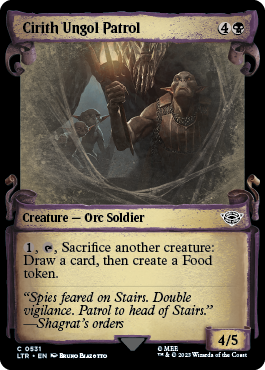 Cirith Ungol Patrol 4
Creature — Orc Soldier
1, , Sacrifice another creature:
Draw a card, then create a Food
token.
"Spies feared on Stairs. Double
vigilance. Patrol to head of Stairs."
—Shagrat's orders
4/5
C 0531
LTR • EN Bruno Biazotto
© MEE
™ & © 2023 Wizards of the Coast